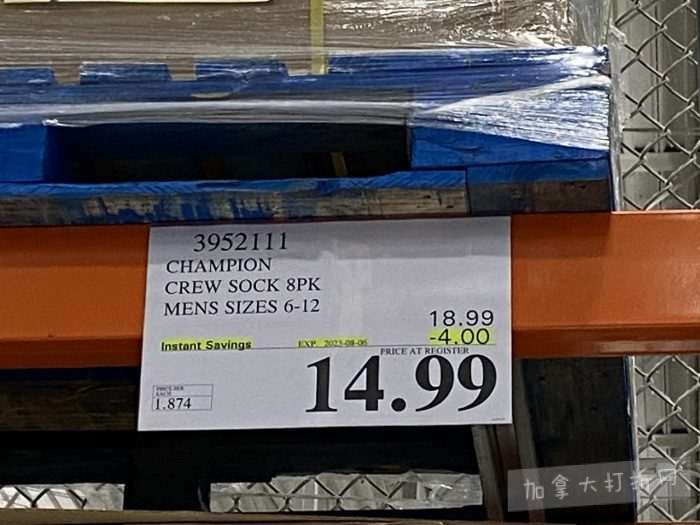 3952111
CHAMPION
CREW SOCK 8PK
MENS SIZES 6-12
18.99
Instant Savings EXP. 2023-08-06 -4.00
PRICE AT REGISTER
14.99
PRICE PER
EACH
1.874
加拿大打折网